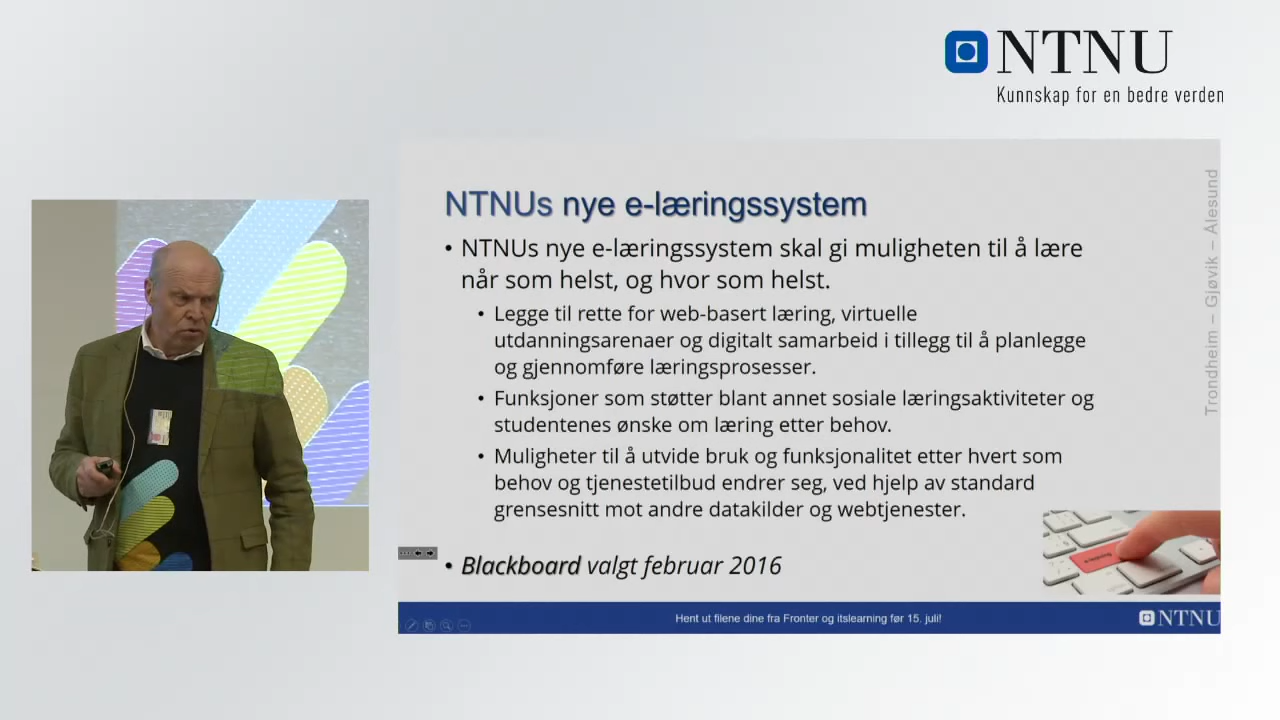 NTNU
Kunnskap for en bedre verden
NTNUs nye e-læringssystem
• NTNUs nye e-læringssystem skal gi muligheten til å lære
når som helst, og hvor som helst.
• Legge til rette for web-basert læring, virtuelle
utdanningsarenaer og digitalt samarbeid i tillegg til å planlegge
og gjennomføre læringsprosesser.
• Funksjoner som støtter blant annet sosiale læringsaktiviteter og
studentenes ønske om læring etter behov.
• Muligheter til å utvide bruk og funksjonalitet etter hvert som
behov og tjenestetilbud endrer seg, ved hjelp av standard
grensesnitt mot andre datakilder og webtjenester.
• Blackboard valgt februar 2016
Trondheim – Gjøvik – Ålesund
Hent ut filene dine fra Fronter og itslearning før 15. juli!
NTNU